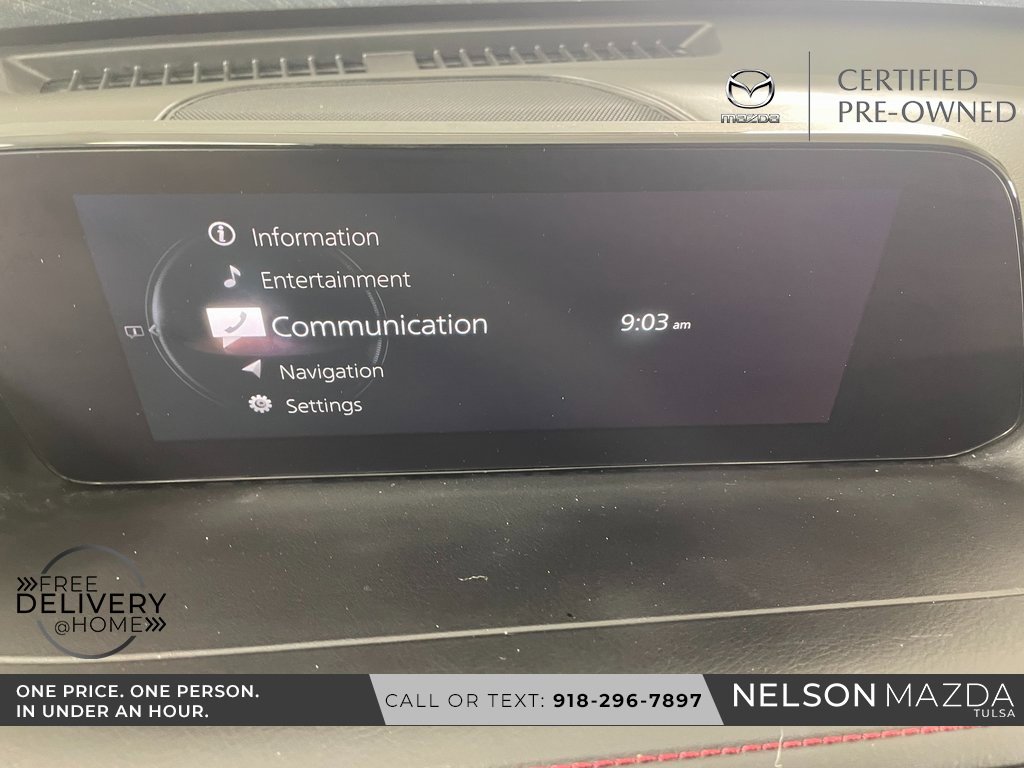 mazda
CERTIFIED
PRE-OWNED
Information
Entertainment
Communication
Navigation
Settings
9:03 am
FREE
DELIVERY
@HOME
ONE PRICE. ONE PERSON.
IN UNDER AN HOUR.
CALL OR TEXT: 918-296-7897
NELSON MAZDA
TULSA